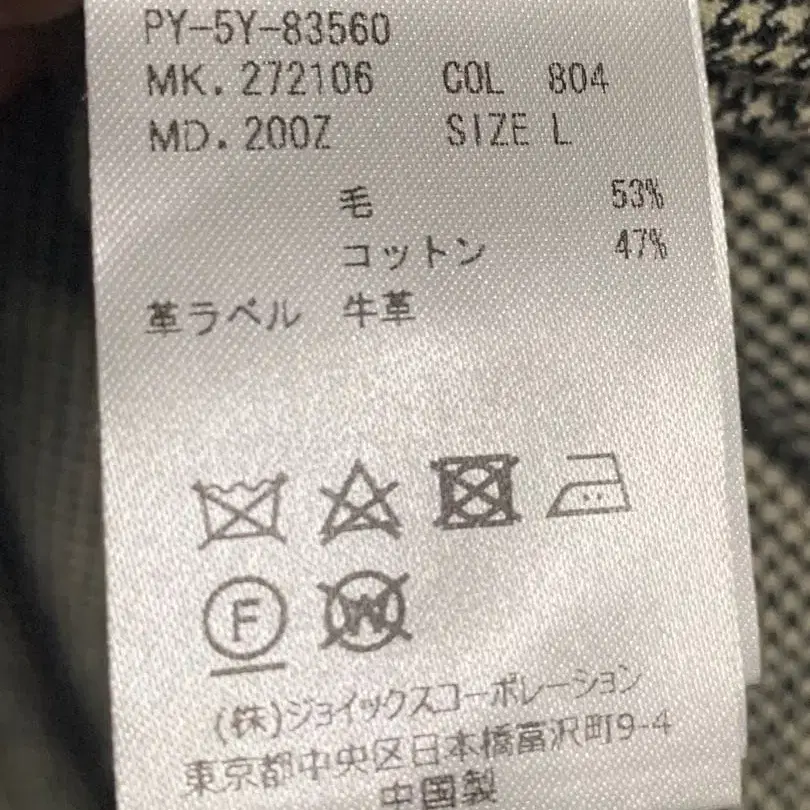 PY-5Y-83560
MK. 272106 COL 804
MD. 200Z SIZE L
毛 53%
コットン 47%
革ラベル 牛革
F W
(株)ジョイックスコーポレーション
東京都中央区日本橋富沢町9-4
中国製